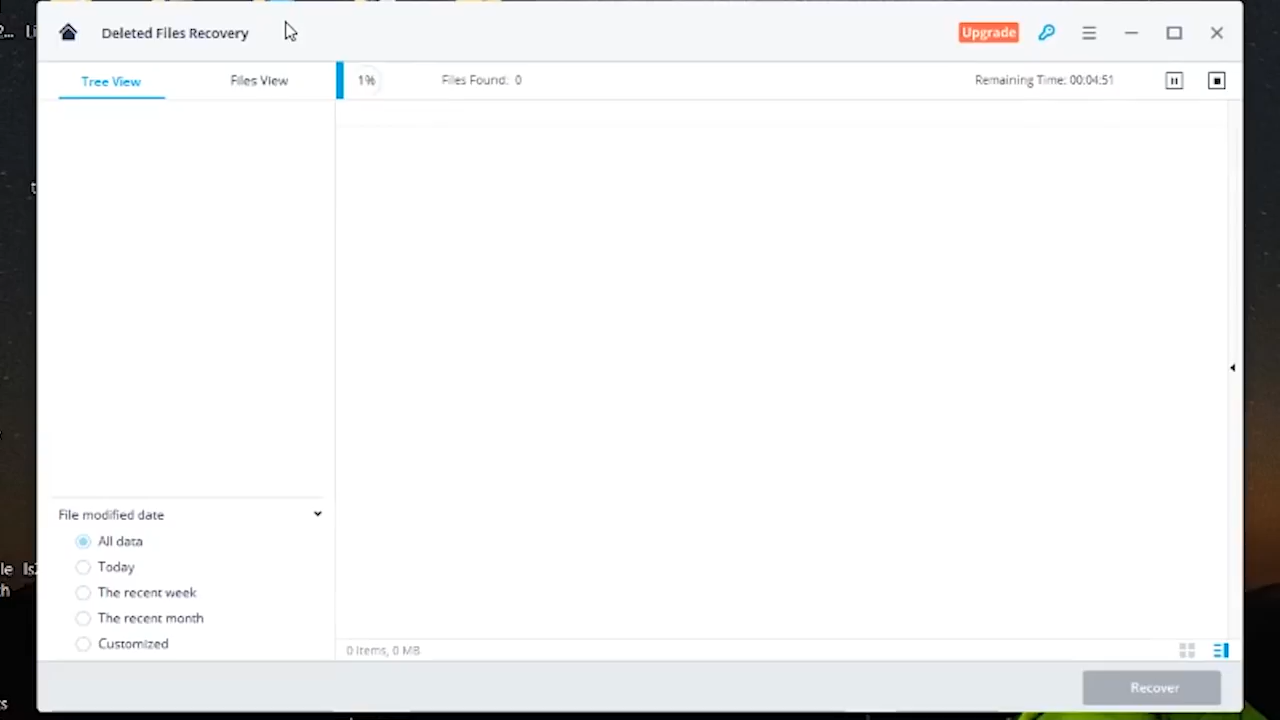 Deleted Files Recovery
Upgrade
Tree View
Files View
1%
Files Found: 0
Remaining Time: 00:04:51
File modified date
All data
Today
The recent week
The recent month
Customized
0 Items, 0 MB
Recover